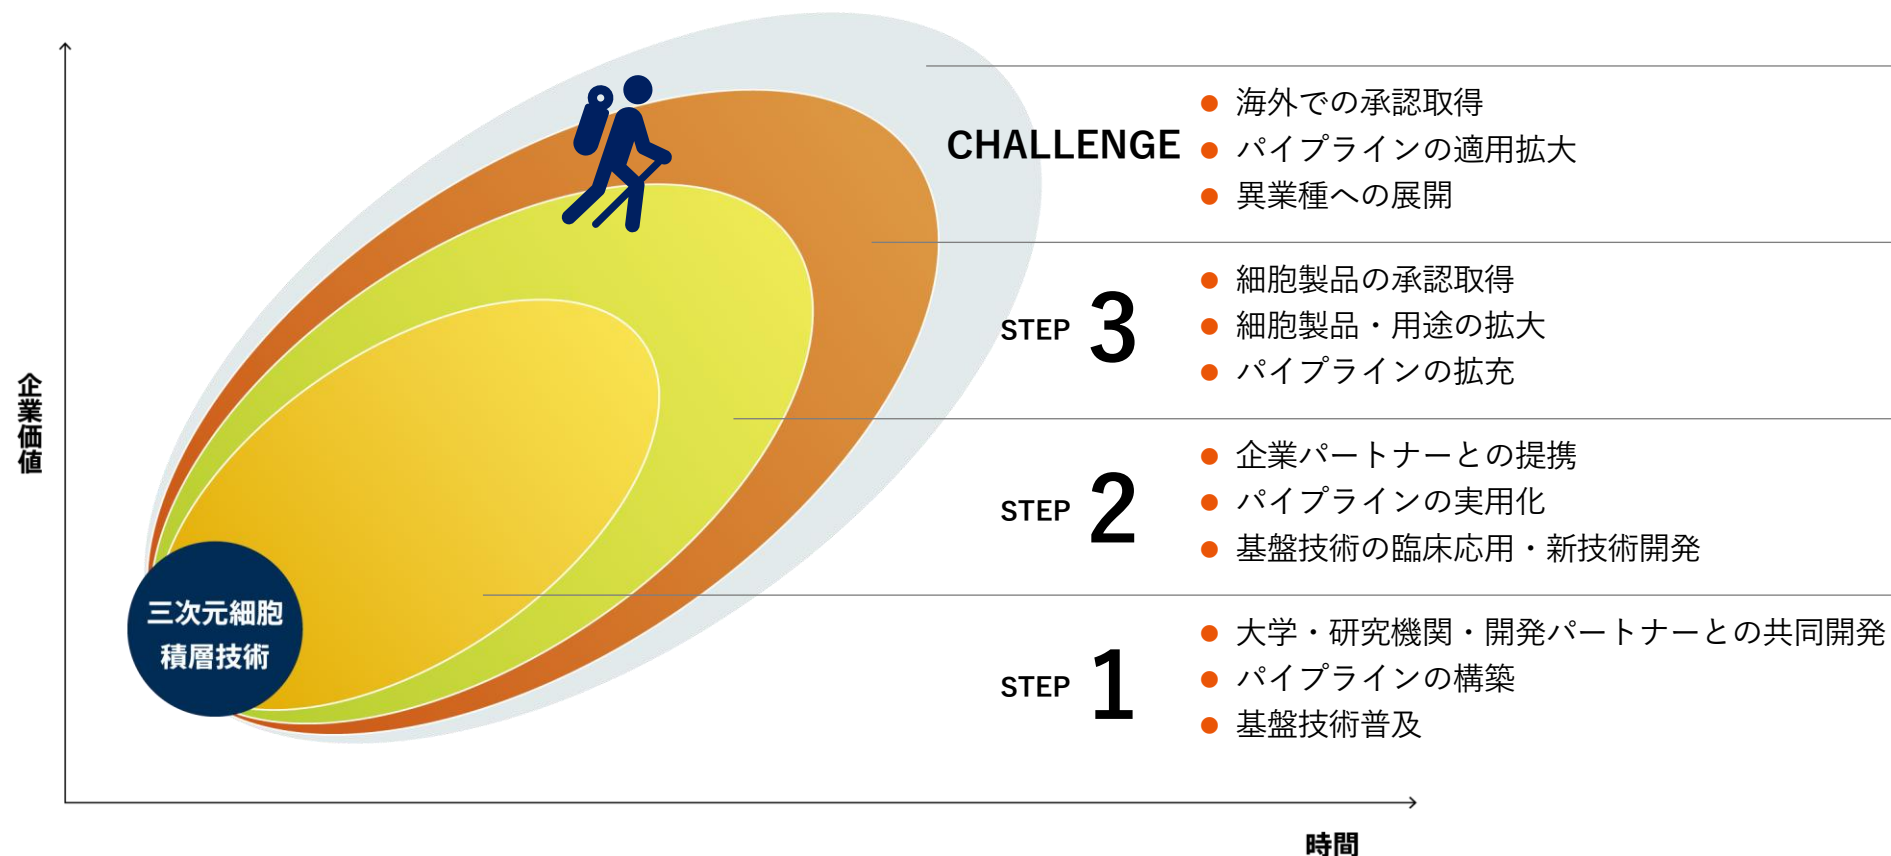 CHALLENGE
海外での承認取得
パイプラインの適用拡大
異業種への展開
STEP 3
細胞製品の承認取得
細胞製品・用途の拡大
パイプラインの拡充
STEP 2
企業パートナーとの提携
パイプラインの実用化
基盤技術の臨床応用・新技術開発
STEP 1
大学・研究機関・開発パートナーとの共同開発
パイプラインの構築
基盤技術普及
企業価値
三次元細胞
積層技術
時間